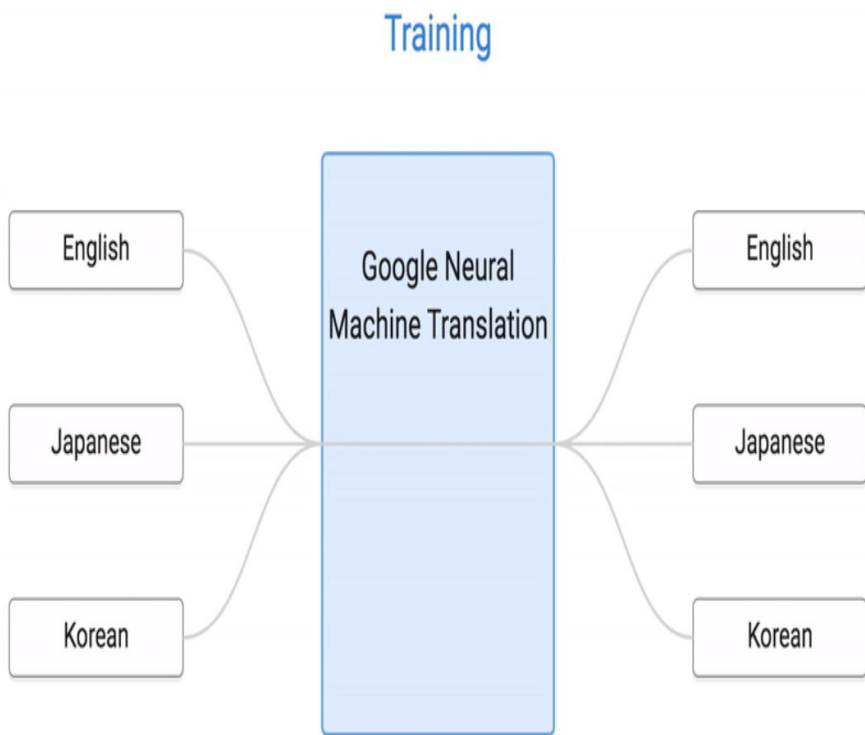 Training
Google Neural
Machine Translation
English
Japanese
Korean
English
Japanese
Korean